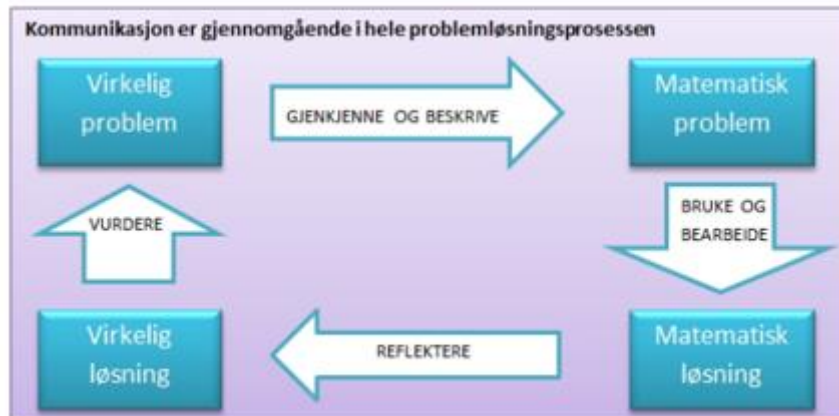 Kommunikasjon er gjennomgående i hele problemløsningsprosessen
Virkelig
problem
GJENKJENNE OG BESKRIVE
Matematisk
problem
VURDERE
BRUKE OG
BEARBEIDE
Virkelig
løsning
REFLEKTERE
Matematisk
løsning